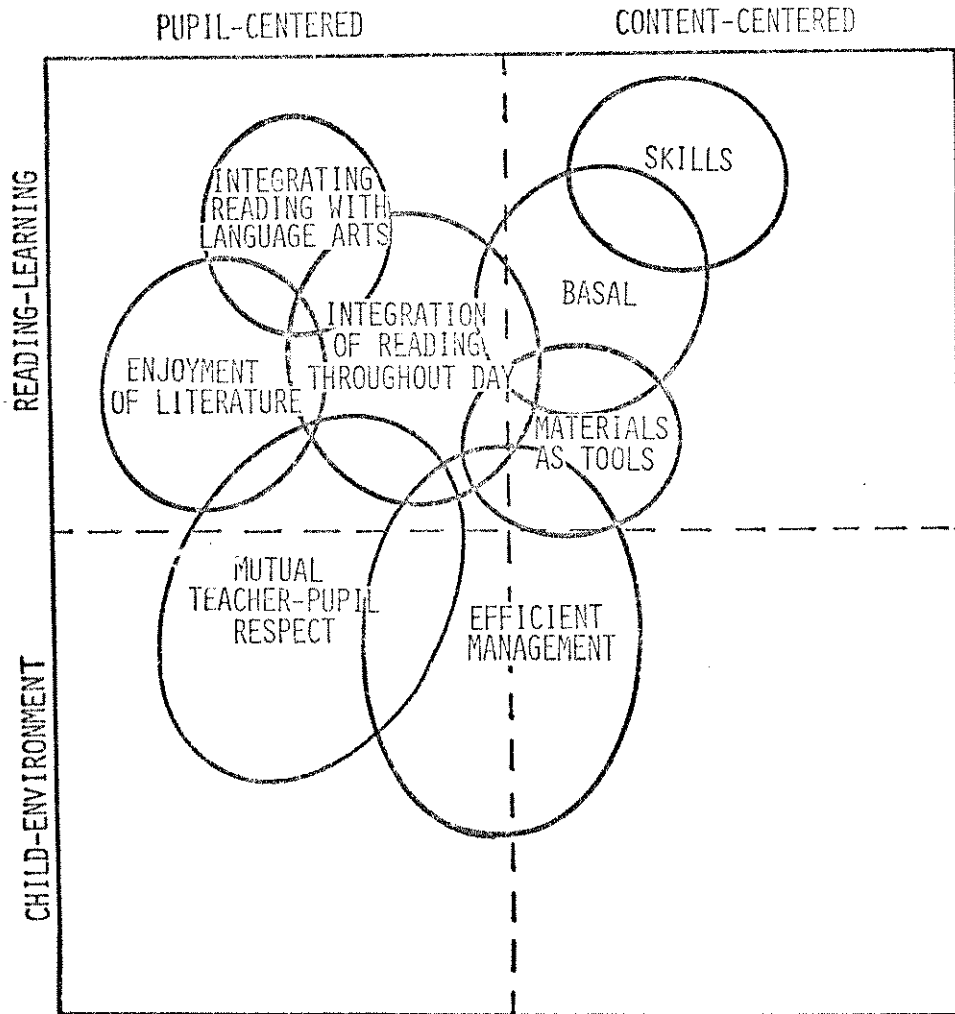 PUPIL-CENTERED
CONTENT-CENTERED
READING-LEARNING
CHILD-ENVIRONMENT
INTEGRATING
READING WITH
LANGUAGE ARTS
SKILLS
BASAL
INTEGRATION
OF READING
THROUGHOUT DAY
ENJOYMENT
OF LITERATURE
MATERIALS
AS TOOLS
MUTUAL
TEACHER-PUPIL
RESPECT
EFFICIENT
MANAGEMENT